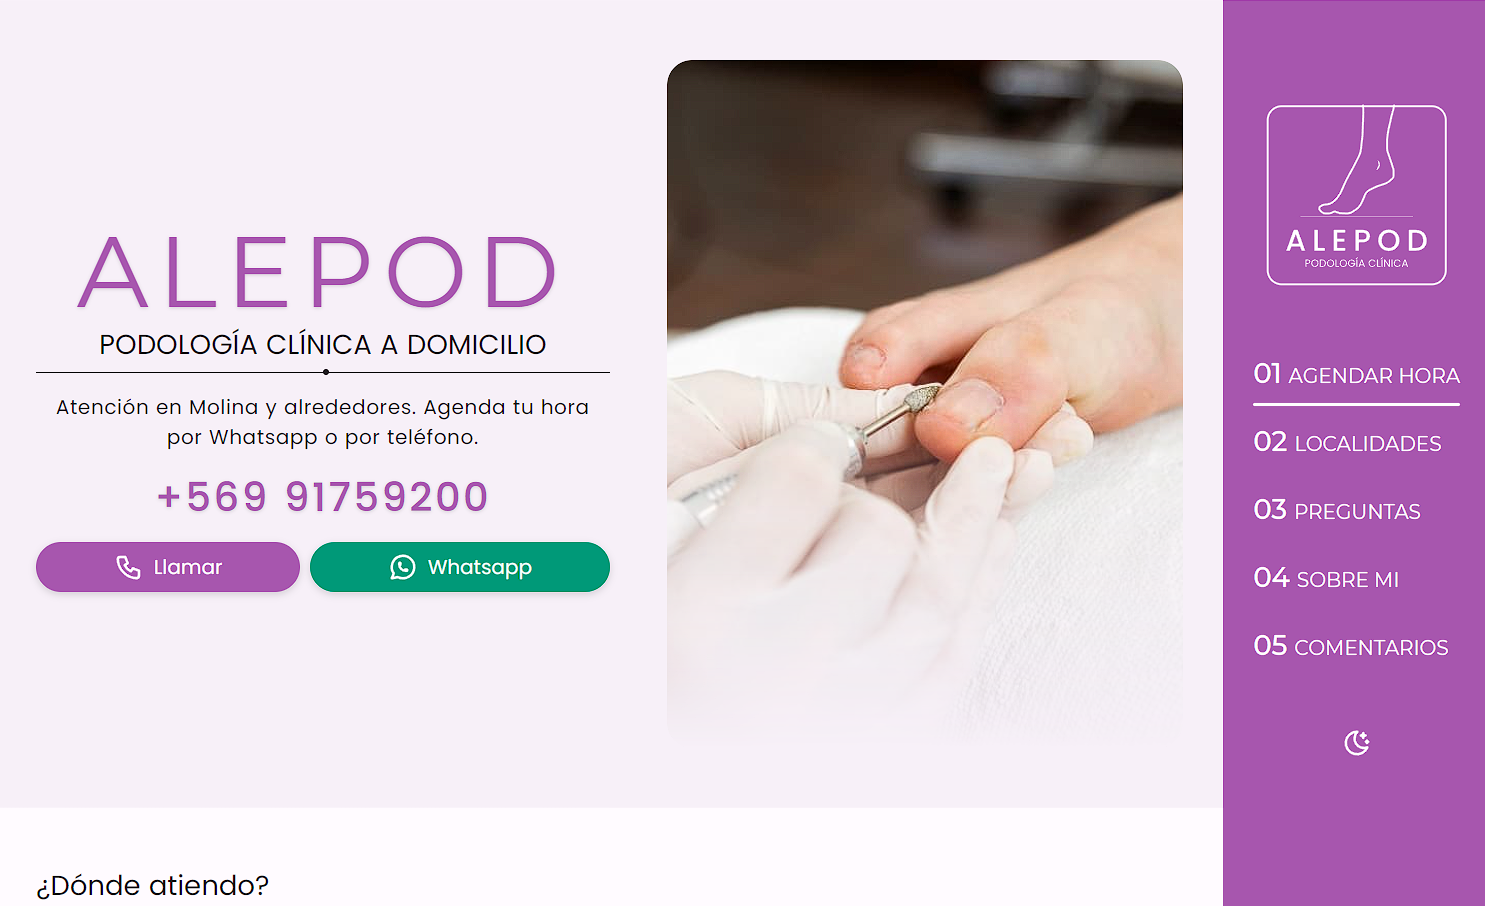 ALEPOD
PODOLOGÍA CLÍNICA A DOMICILIO
Atención en Molina y alrededores. Agenda tu hora
por Whatsapp o por teléfono.
+569 91759200
Llamar
Whatsapp
¿Dónde atiendo?
ALEPOD
PODOLOGÍA CLÍNICA
01 AGENDAR HORA
02 LOCALIDADES
03 PREGUNTAS
04 SOBRE MI
05 COMENTARIOS